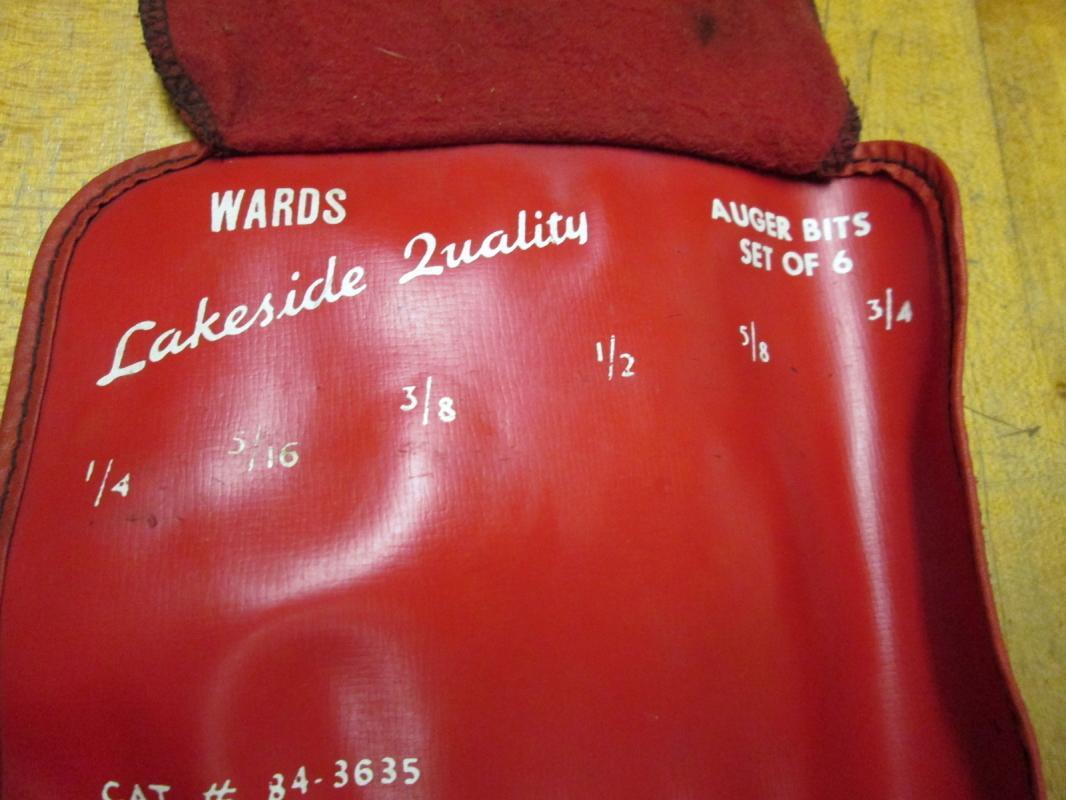 WARDS
Lakeside Quality
AUGER BITS
SET OF 6
1/4 5/16 3/8 1/2 5/8 3/4
CAT # 84-3635